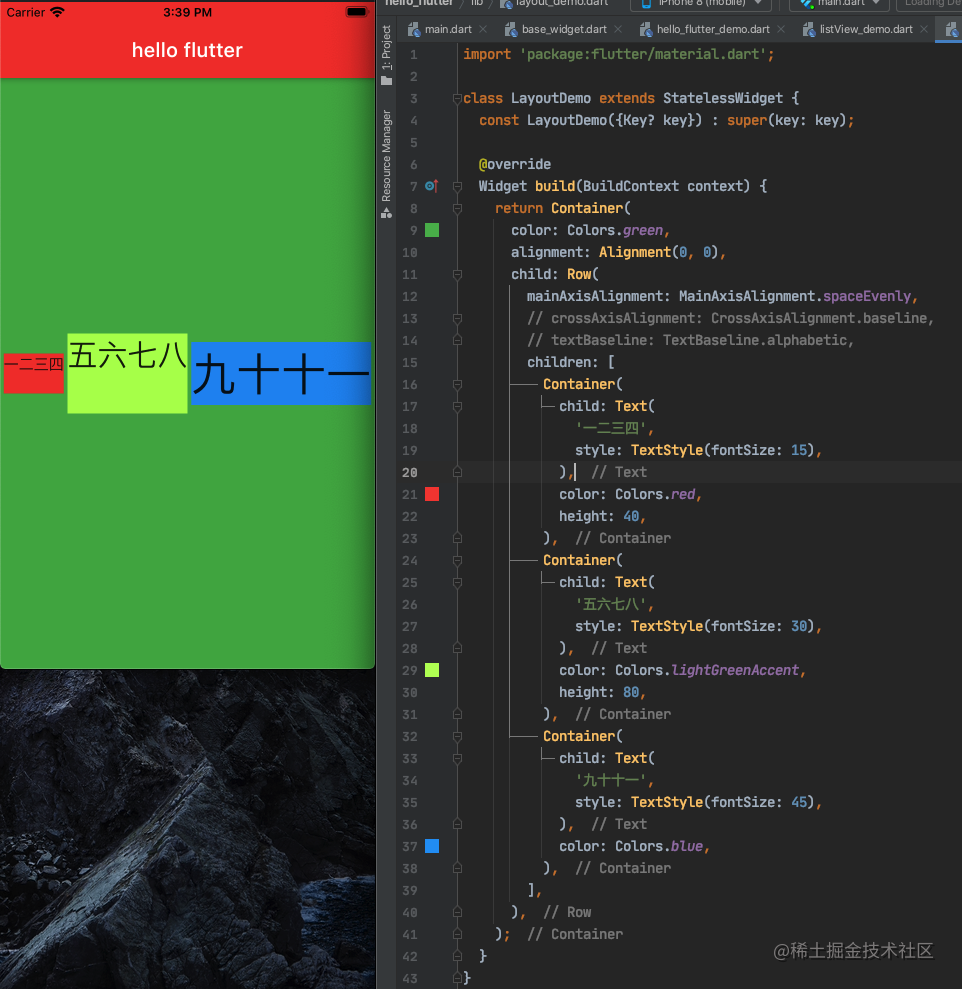 Carrier
3:39 PM
hello flutter
一二三四
五六七八
九十十一
hello_flutter
lib
layout_demo.dart
iPhone 8 (mobile)
main.dart
Loading De
main.dart
base_widget.dart
hello_flutter_demo.dart
listView_demo.dart
1: Project
Resource Manager
1 import 'package:flutter/material.dart';
2
3 class LayoutDemo extends StatelessWidget {
4 const LayoutDemo({Key? key}) : super(key: key);
5
6 @override
7 Widget build(BuildContext context) {
8 return Container(
9 color: Colors.green,
10 alignment: Alignment(0, 0),
11 child: Row(
12 mainAxisAlignment: MainAxisAlignment.spaceEvenly,
13 // crossAxisAlignment: CrossAxisAlignment.baseline,
14 // textBaseline: TextBaseline.alphabetic,
15 children: [
16 Container(
17 child: Text(
18 '一二三四',
19 style: TextStyle(fontSize: 15),
20 ), // Text
21 color: Colors.red,
22 height: 40,
23 ), // Container
24 Container(
25 child: Text(
26 '五六七八',
27 style: TextStyle(fontSize: 30),
28 ), // Text
29 color: Colors.lightGreenAccent,
30 height: 80,
31 ), // Container
32 Container(
33 child: Text(
34 '九十十一',
35 style: TextStyle(fontSize: 45),
36 ), // Text
37 color: Colors.blue,
38 ), // Container
39 ],
40 ), // Row
41 ); // Container
42 }
43 }
@稀土掘金技术社区